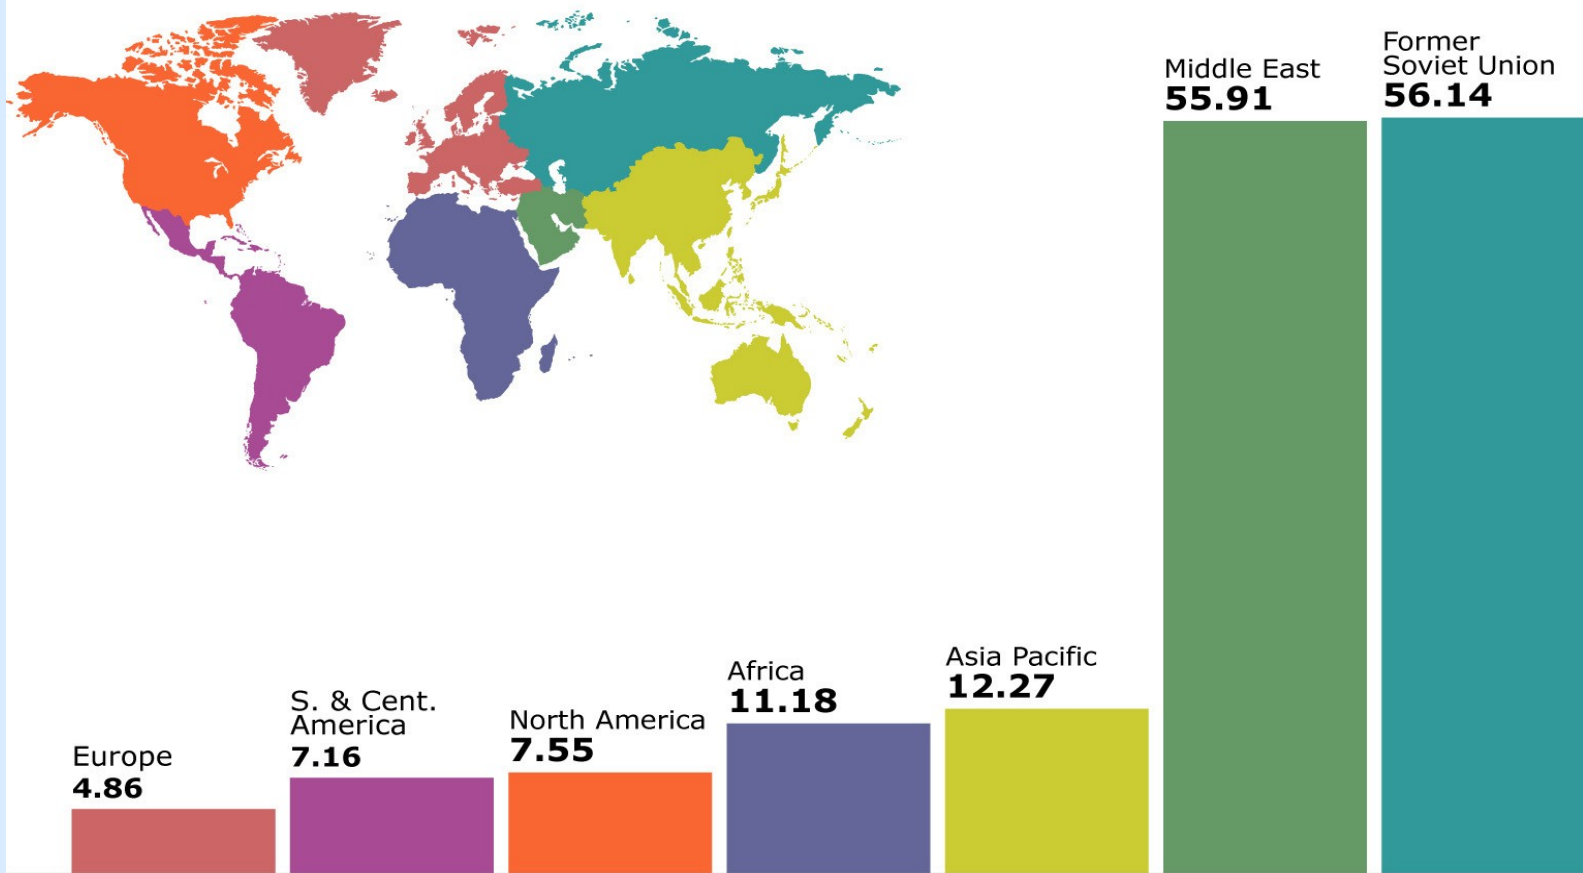 Europe
4.86
S. & Cent.
America
7.16
North America
7.55
Africa
11.18
Asia Pacific
12.27
Middle East
55.91
Former
Soviet Union
56.14